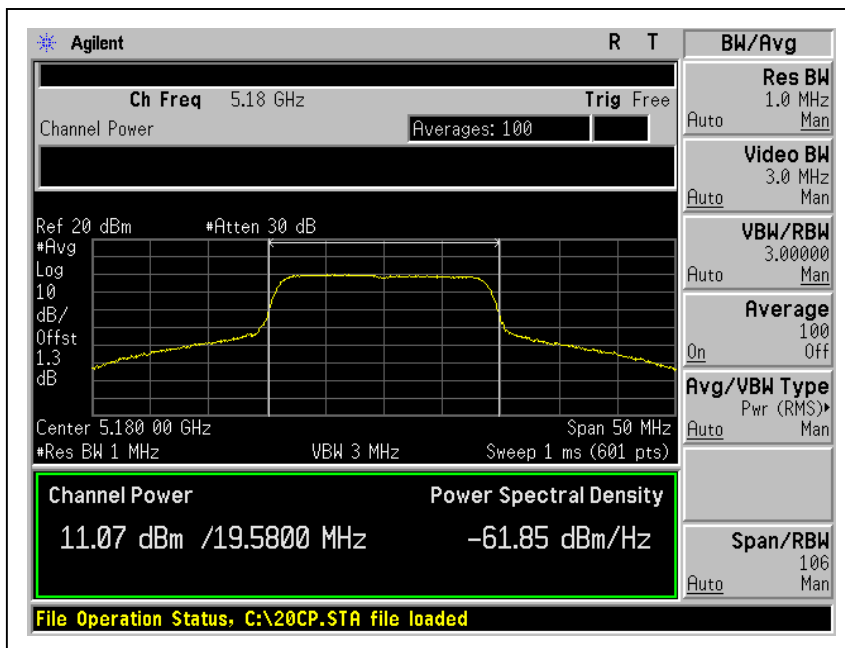 Agilent R T
BW/Avg
Ch Freq 5.18 GHz Trig Free
Channel Power Averages: 100
Ref 20 dBm #Atten 30 dB
#Avg
Log
10
dB/
Offst
1.3
dB
Center 5.180 00 GHz Span 50 MHz
#Res BW 1 MHz VBW 3 MHz Sweep 1 ms (601 pts)
Channel Power Power Spectral Density
11.07 dBm /19.5800 MHz -61.85 dBm/Hz
File Operation Status, C:\20CP.STA file loaded
Res BW
1.0 MHz
Auto Man
Video BW
3.0 MHz
Auto Man
VBW/RBW
3.00000
Auto Man
Average
100
On Off
Avg/VBW Type
Pwr (RMS)▸
Auto Man
Span/RBW
106
Auto Man